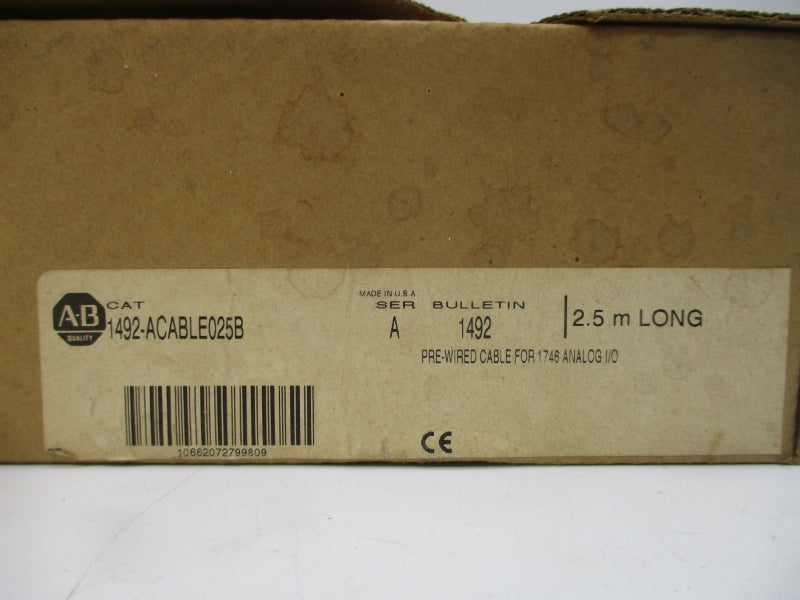 A-B
QUALITY
CAT
1492-ACABLE025B
MADE IN U.S.A
SER BULLETIN
A 1492
2.5 m LONG
PRE-WIRED CABLE FOR 1746 ANALOG I/O
10662072799809
CE